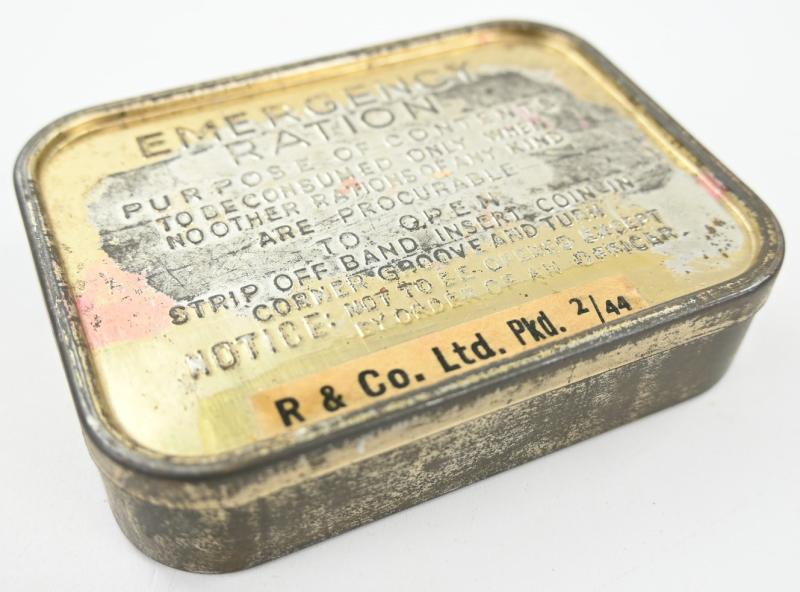 EMERGENCY
RATION
PURPOSE OF CONTENTS
TO BE CONSUMED ONLY WHEN
NO OTHER RATIONS OF ANY KIND
ARE PROCURABLE
TO OPEN
STRIP OFF BAND INSERT COIN IN
CORNER GROOVE AND TURN
NOTICE: NOT TO BE OPENED EXCEPT
BY ORDER OF AN OFFICER
R & Co. Ltd. Pkd. 2/44